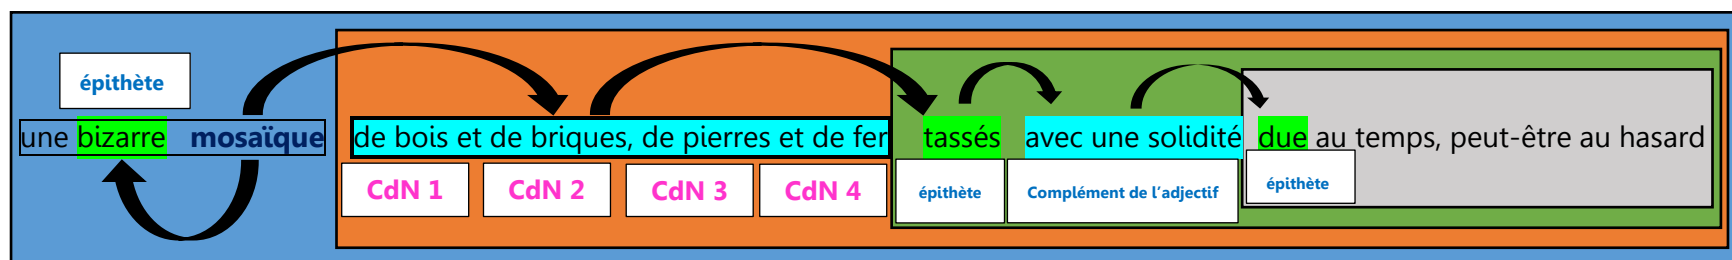 épithète
une bizarre mosaïque de bois et de briques, de pierres et de fer tassés avec une solidité due au temps, peut-être au hasard
CdN 1 CdN 2 CdN 3 CdN 4 épithète Complément de l'adjectif épithète